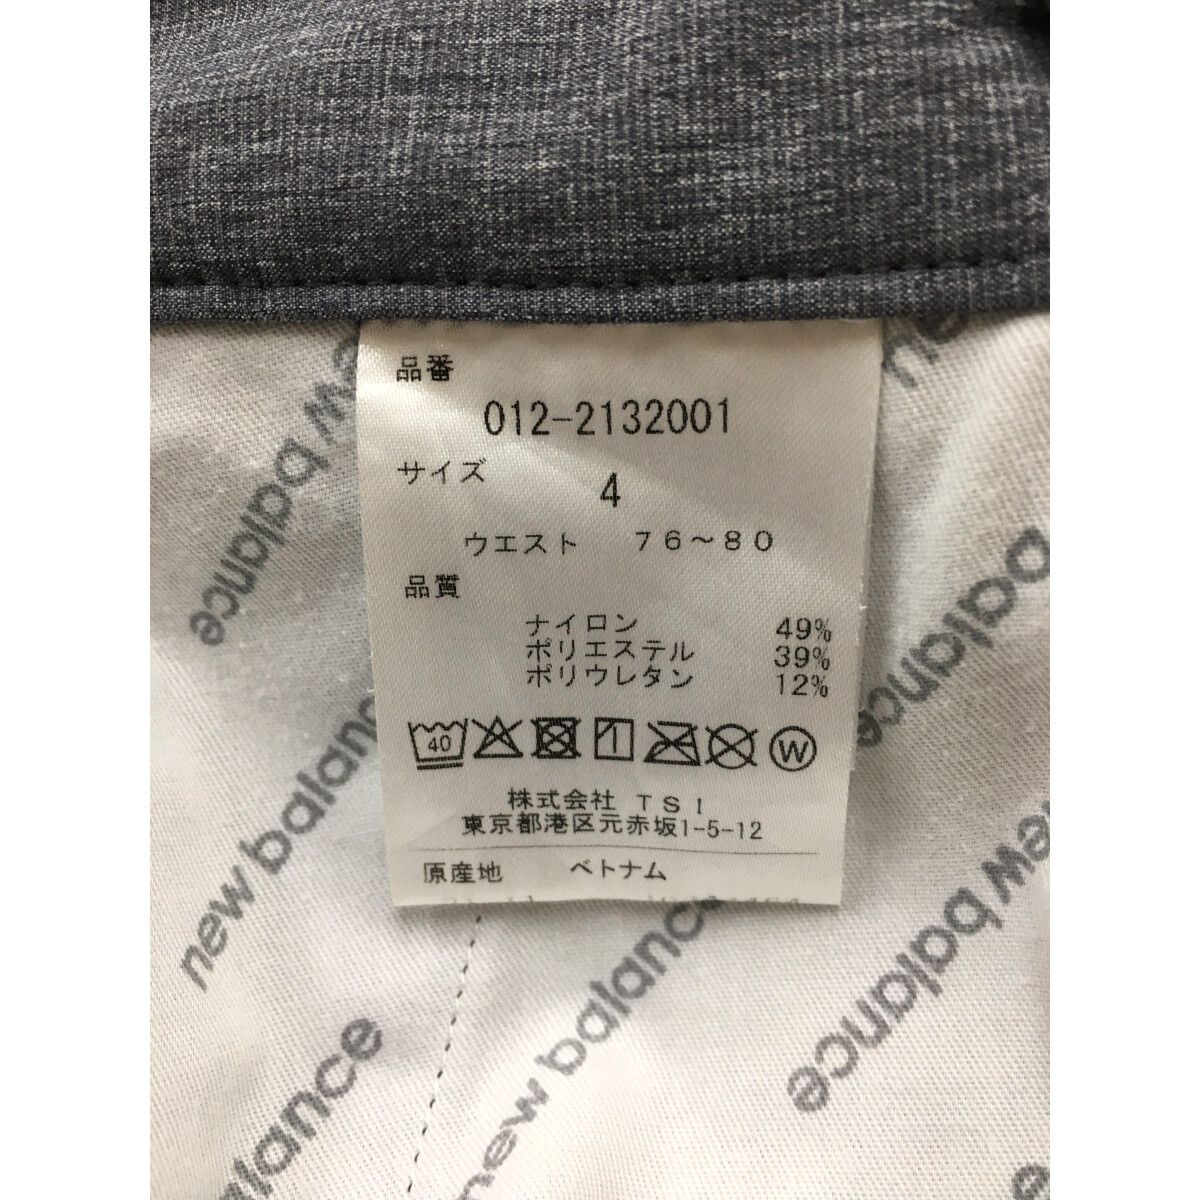 品番
012-2132001
サイズ
4
ウエスト 76～80
品質
ナイロン 49%
ポリエステル 39%
ポリウレタン 12%
40
W
株式会社 TSI
東京都港区元赤坂1-5-12
原産地 ベトナム
new balance
new balance
new balance
new balance
balance
balance
balance